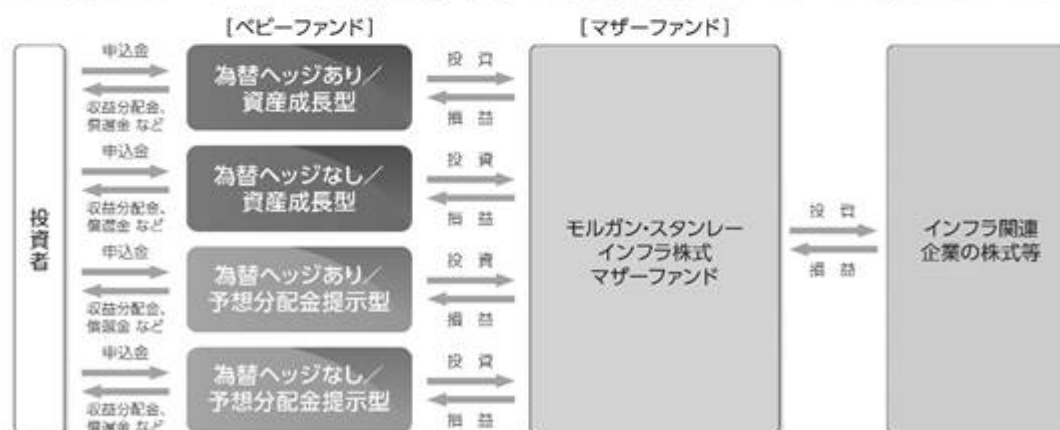 [ベビーファンド]
[マザーファンド]
投資者
申込金
収益分配金、
償還金 など
為替ヘッジあり／
資産成長型
投 資
損 益
申込金
収益分配金、
償還金 など
為替ヘッジなし／
資産成長型
投 資
損 益
申込金
収益分配金、
償還金 など
為替ヘッジあり／
予想分配金提示型
投 資
損 益
申込金
収益分配金、
償還金 など
為替ヘッジなし／
予想分配金提示型
投 資
損 益
モルガン・スタンレー
インフラ株式
マザーファンド
投 資
損 益
インフラ関連
企業の株式等